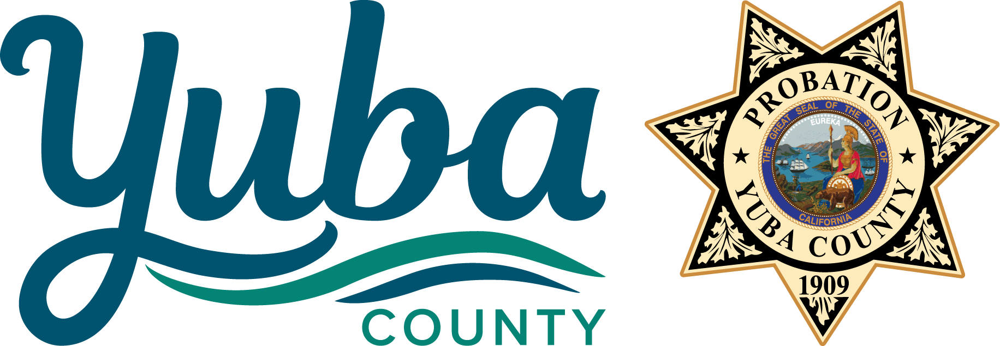 Yuba
COUNTY
PROBATION
THE GREAT SEAL OF THE STATE OF
EUREKA
CALIFORNIA
YUBA COUNTY
1909